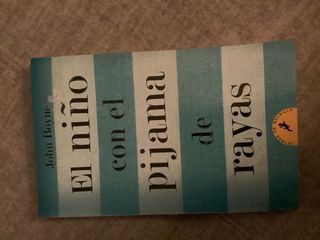 John Boyne
El niño
con el
pijama
de
rayas